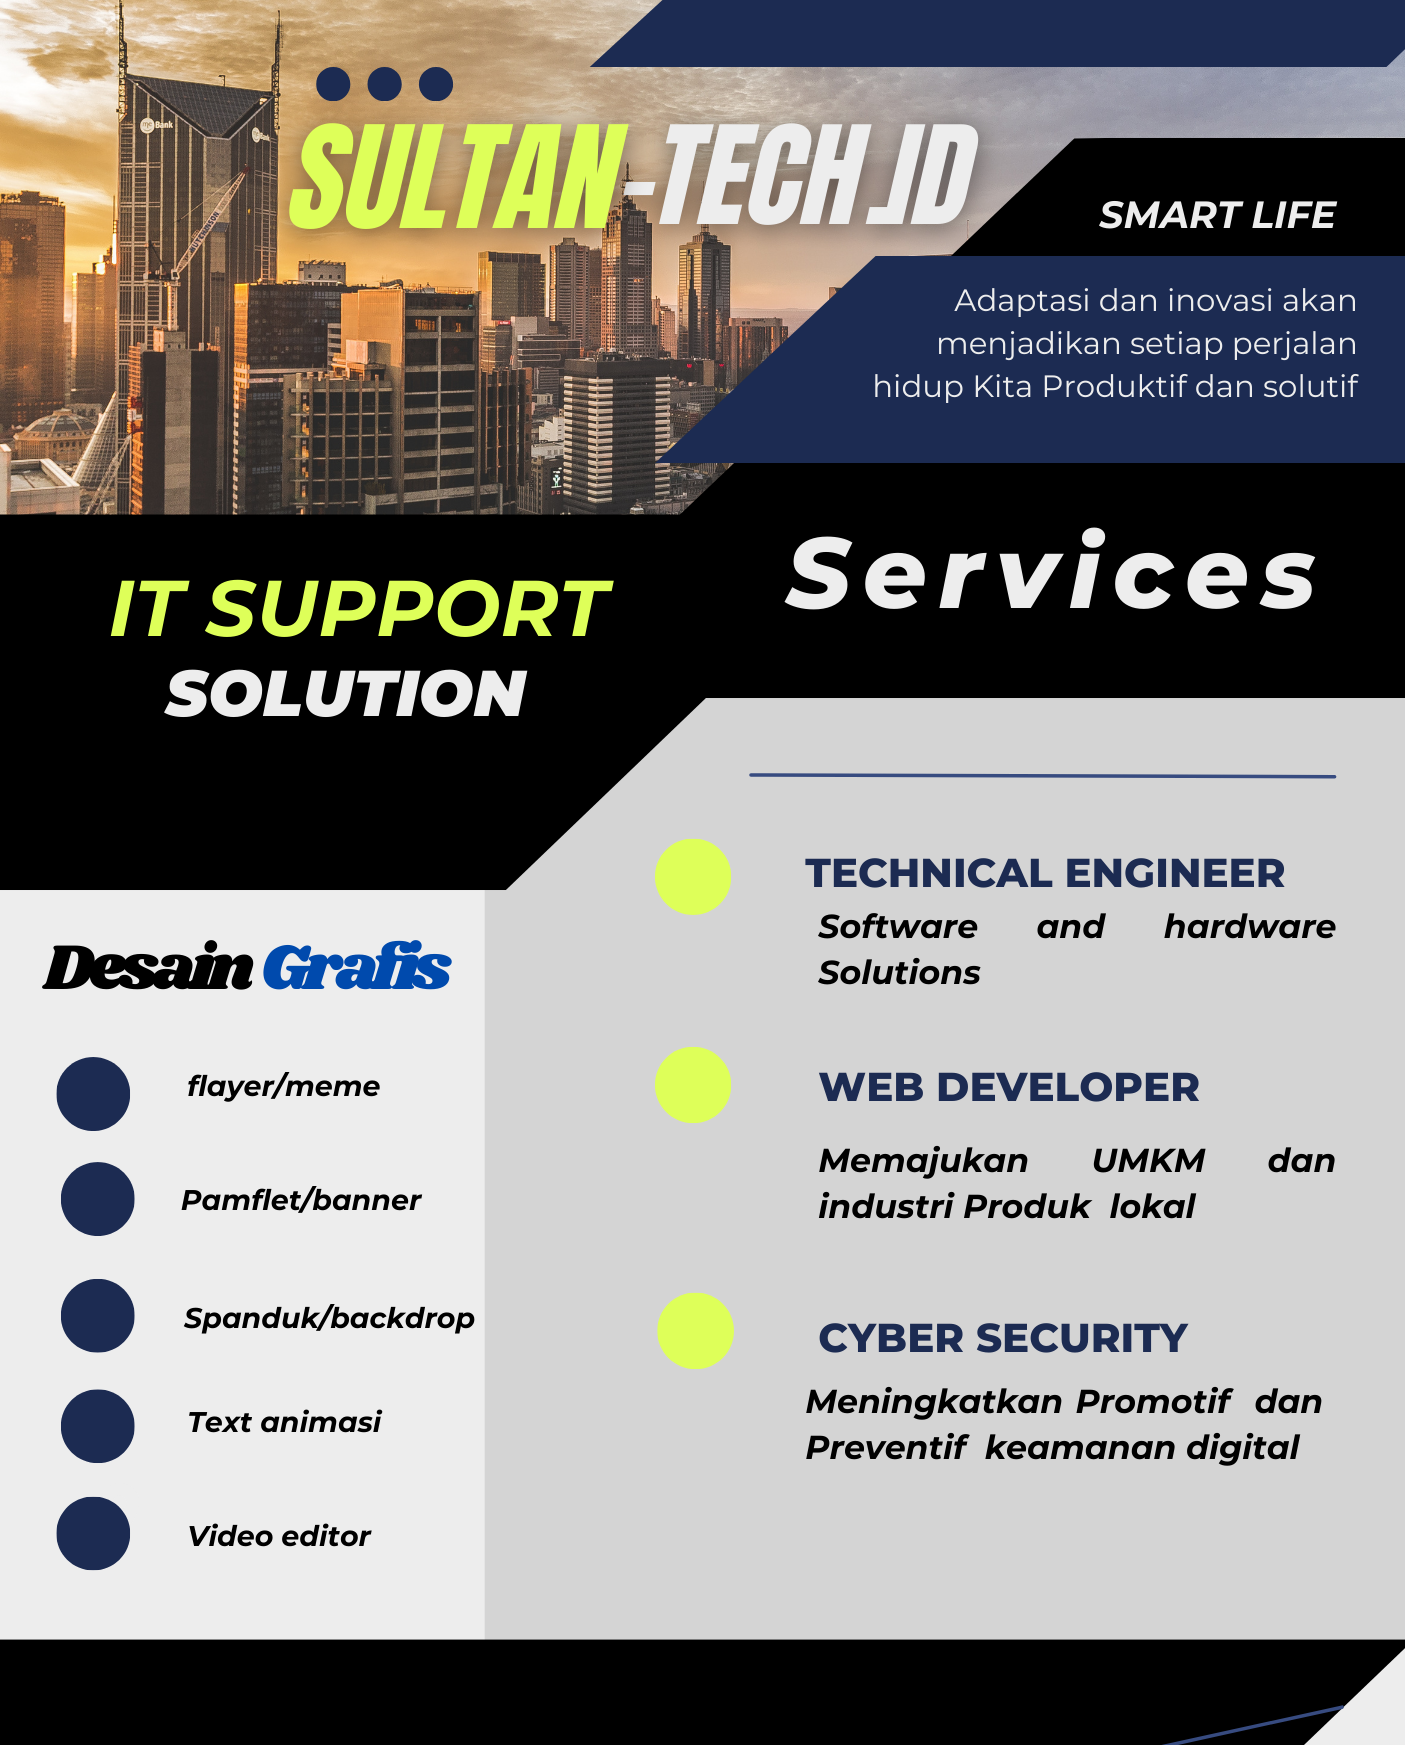 SULTAN-TECH.ID
SMART LIFE
Adaptasi dan inovasi akan
menjadikan setiap perjalan
hidup Kita Produktif dan solutif
IT SUPPORT
SOLUTION
Services
TECHNICAL ENGINEER
Software and hardware
Solutions
WEB DEVELOPER
Memajukan UMKM dan
industri Produk lokal
CYBER SECURITY
Meningkatkan Promotif dan
Preventif keamanan digital
Desain Grafis
flayer/meme
Pamflet/banner
Spanduk/backdrop
Text animasi
Video editor